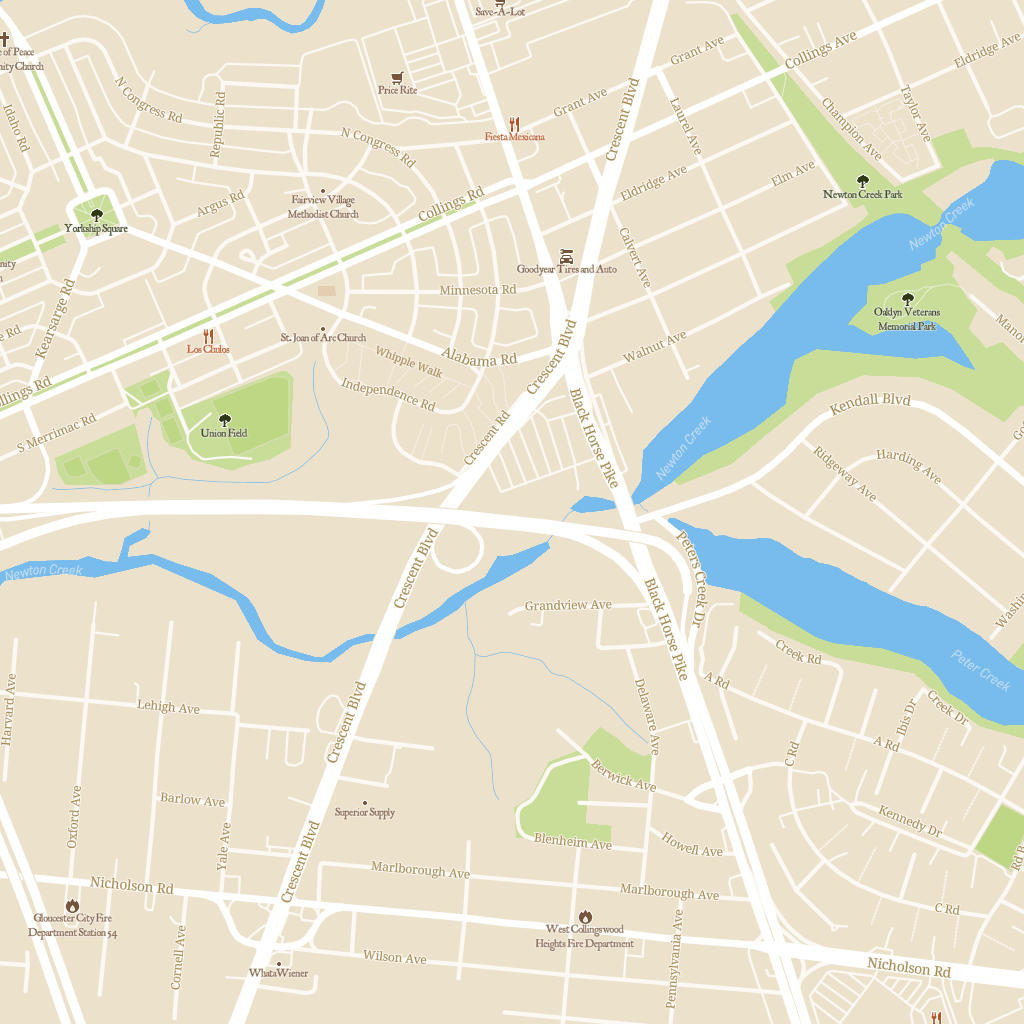 Save-A-Lot
Grant Ave
Collings Ave
Eldridge Ave
e of Peace
nity Church
Price Rite
N Congress Rd
Republic Rd
Grant Ave
Crescent Blvd
Laurel Ave
Champion Ave
Taylor Ave
Idaho Rd
Fiesta Mexicana
N Congress Rd
Elm Ave
Eldridge Ave
Newton Creek Park
Argus Rd
Fairview Village
Methodist Church
Collings Rd
Newton Creek
Yorkship Square
Calvert Ave
nity
Goodyear Tires and Auto
Minnesota Rd
Kearsarge Rd
Oaklyn Veterans
Memorial Park
Manor
e Rd
St. Joan of Arc Church
Los Chulos
Whipple Walk
Alabama Rd
Crescent Blvd
Walnut Ave
llings Rd
Independence Rd
Kendall Blvd
Black Horse Pike
S Merrimac Rd
Union Field
Crescent Rd
Newton Creek
Ridgeway Ave
Harding Ave
Go
Newton Creek
Crescent Blvd
Peters Creek Dr
Grandview Ave
Black Horse Pike
Washin
Creek Rd
Peter Creek
Harvard Ave
Lehigh Ave
Crescent Blvd
Delaware Ave
A Rd
Ibis Dr
Creek Dr
A Rd
C Rd
Berwick Ave
Oxford Ave
Barlow Ave
Superior Supply
Kennedy Dr
Yale Ave
Crescent Blvd
Blenheim Ave
Howell Ave
Rd B
Nicholson Rd
Marlborough Ave
Marlborough Ave
C Rd
Gloucester City Fire
Department Station 54
West Collingswood
Heights Fire Department
Pennsylvania Ave
Cornell Ave
Wilson Ave
WhataWiener
Nicholson Rd